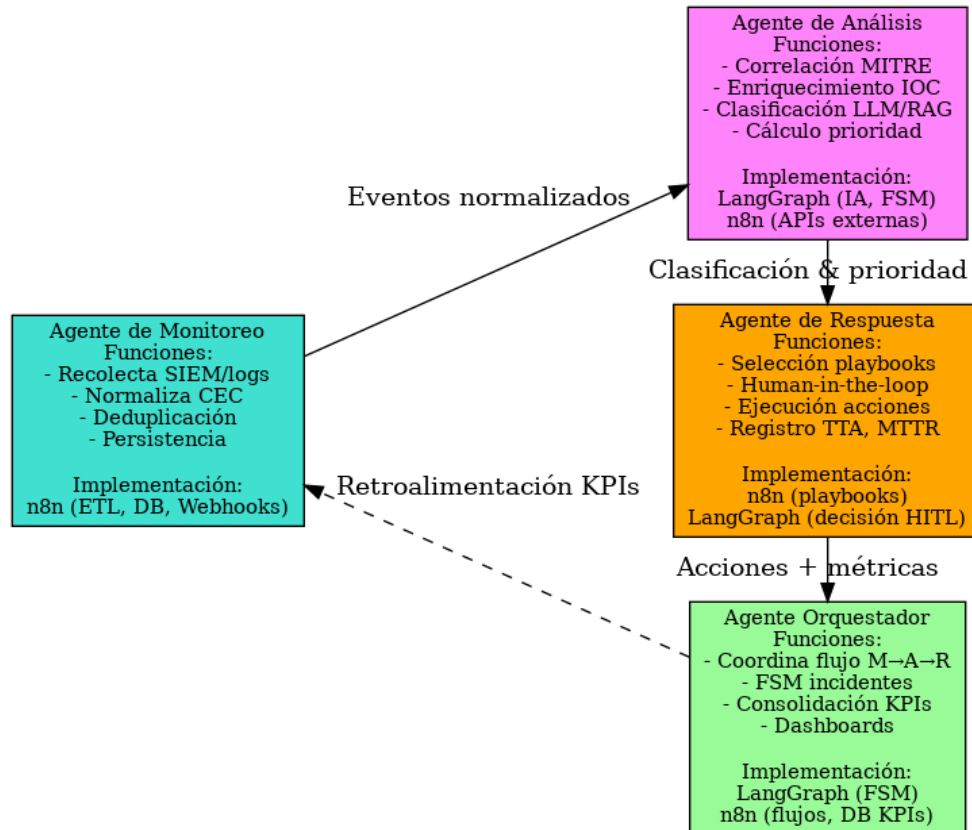 Agente de Análisis
Funciones:
- Correlación MITRE
- Enriquecimiento IOC
- Clasificación LLM/RAG
- Cálculo prioridad
Implementación:
LangGraph (IA, FSM)
n8n (APIs externas)
Eventos normalizados
Clasificación & prioridad
Agente de Monitoreo
Funciones:
- Recolecta SIEM/logs
- Normaliza CEC
- Deduplicación
- Persistencia
Implementación:
n8n (ETL, DB, Webhooks)
Agente de Respuesta
Funciones:
- Selección playbooks
- Human-in-the-loop
- Ejecución acciones
- Registro TTA, MTTR
Implementación:
n8n (playbooks)
LangGraph (decisión HITL)
Retroalimentación KPIs
Acciones + métricas
Agente Orquestador
Funciones:
- Coordina flujo M→A→R
- FSM incidentes
- Consolidación KPIs
- Dashboards
Implementación:
LangGraph (FSM)
n8n (flujos, DB KPIs)